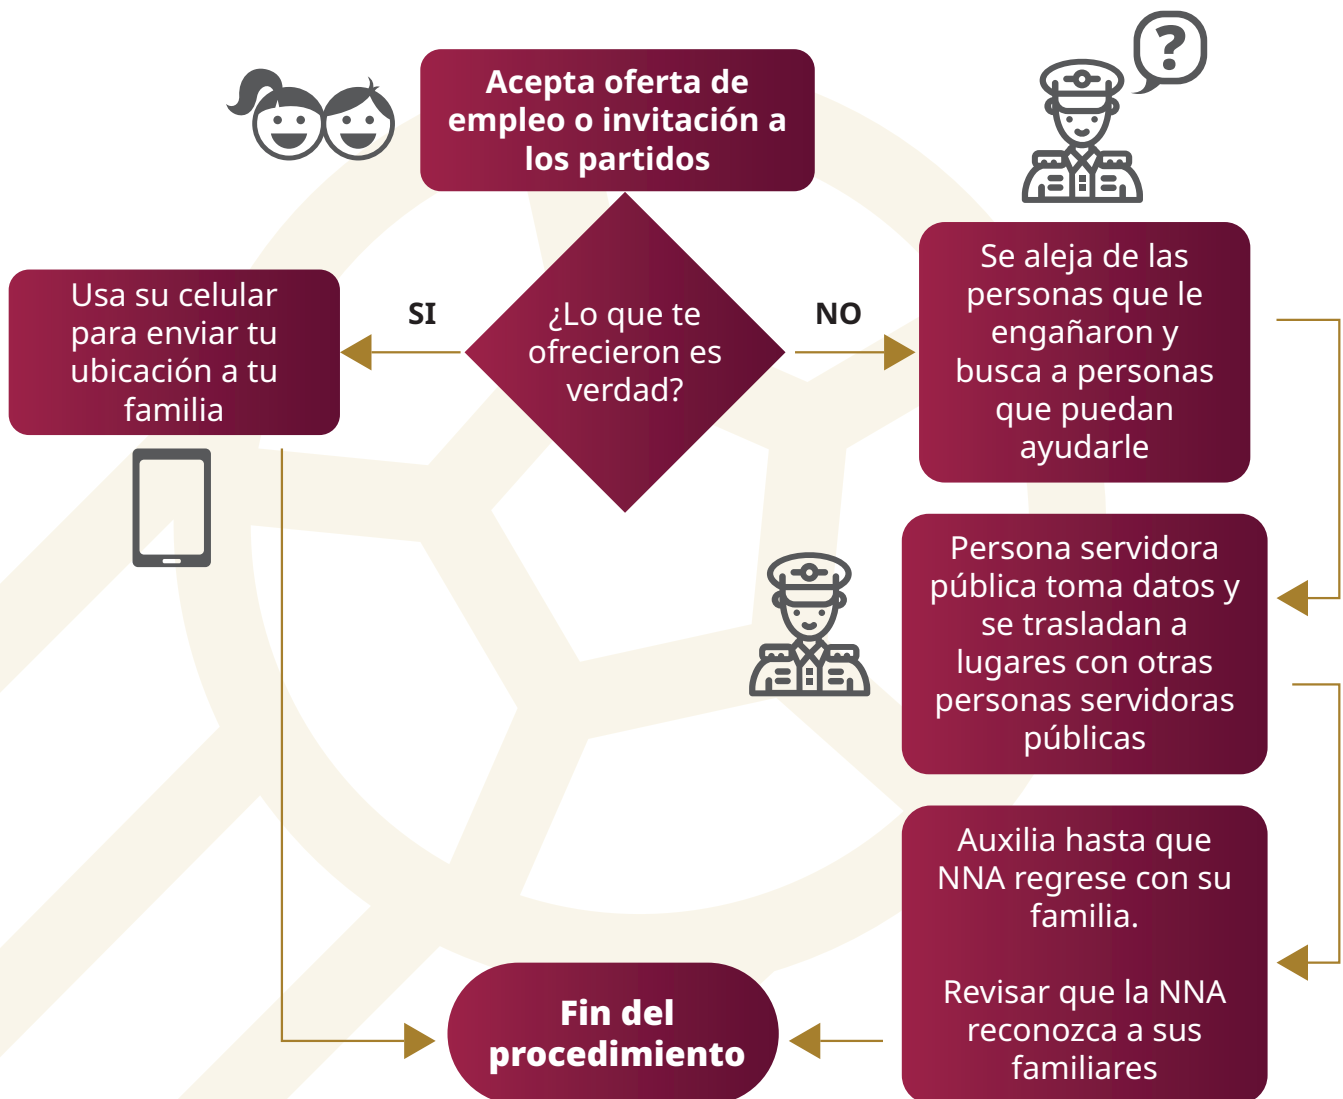 ?
Acepta oferta de
empleo o invitación a
los partidos
Usa su celular
para enviar tu
ubicación a tu
familia
SI
¿Lo que te
ofrecieron es
verdad?
NO
Se aleja de las
personas que le
engañaron y
busca a personas
que puedan
ayudarle
Persona servidora
pública toma datos y
se trasladan a
lugares con otras
personas servidoras
públicas
Auxilia hasta que
NNA regrese con su
familia.
Revisar que la NNA
reconozca a sus
familiares
Fin del
procedimiento